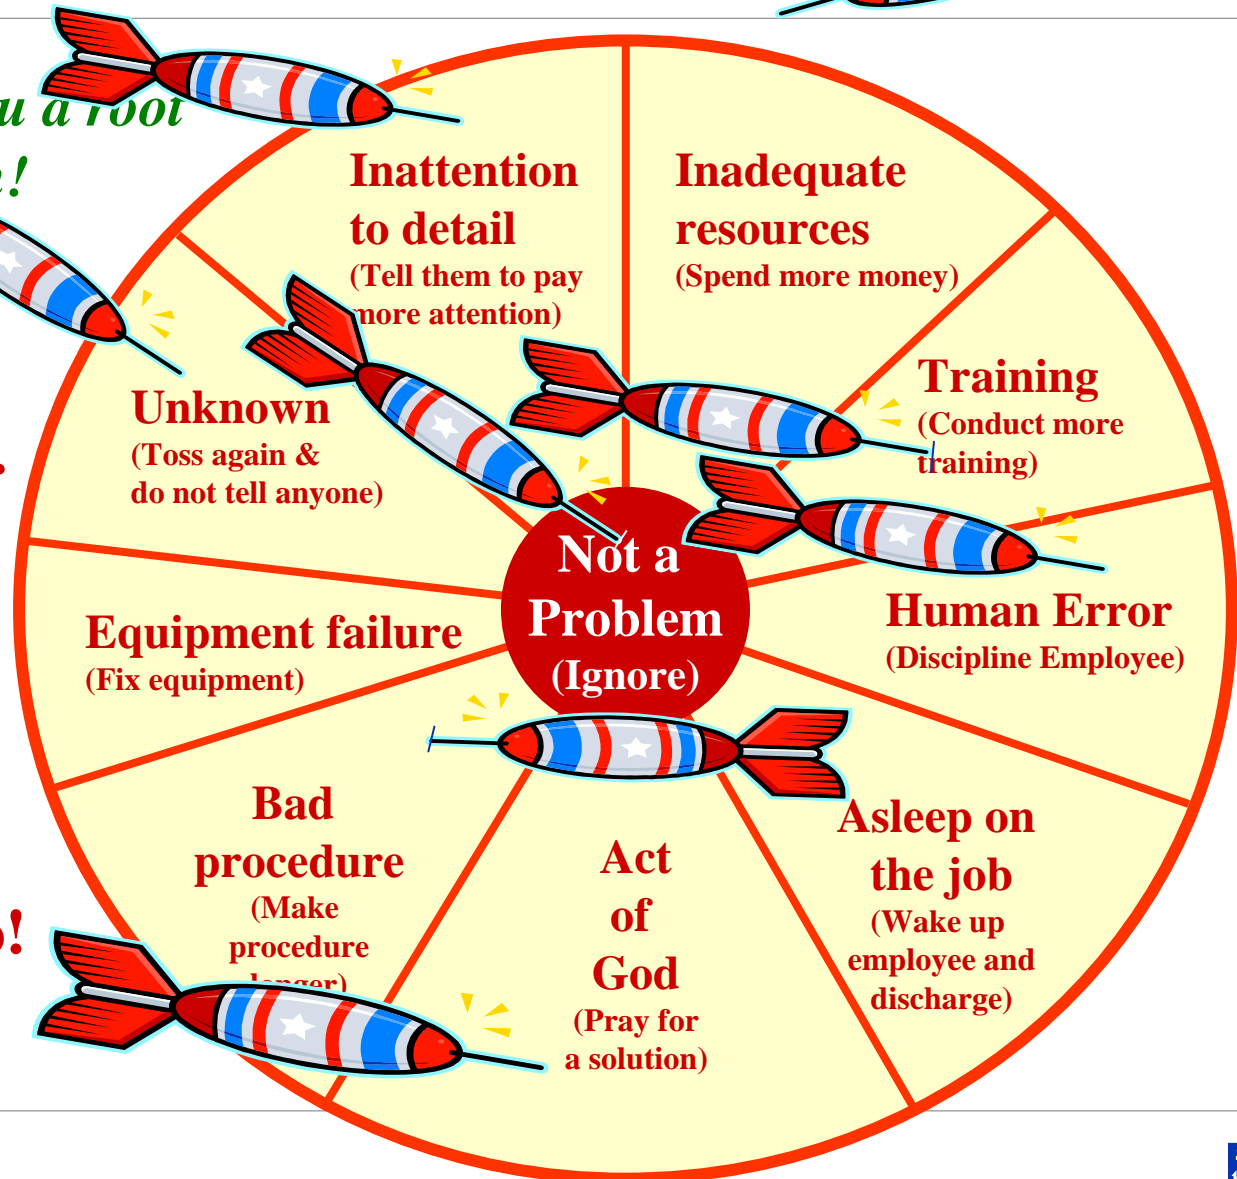 u a root
!
Inattention
to detail
(Tell them to pay
more attention)
Inadequate
resources
(Spend more money)
Training
(Conduct more
training)
Unknown
(Toss again &
do not tell anyone)
Not a
Problem
(Ignore)
Human Error
(Discipline Employee)
Equipment failure
(Fix equipment)
Bad
procedure
(Make
procedure
longer)
Act
of
God
(Pray for
a solution)
Asleep on
the job
(Wake up
employee and
discharge)
!